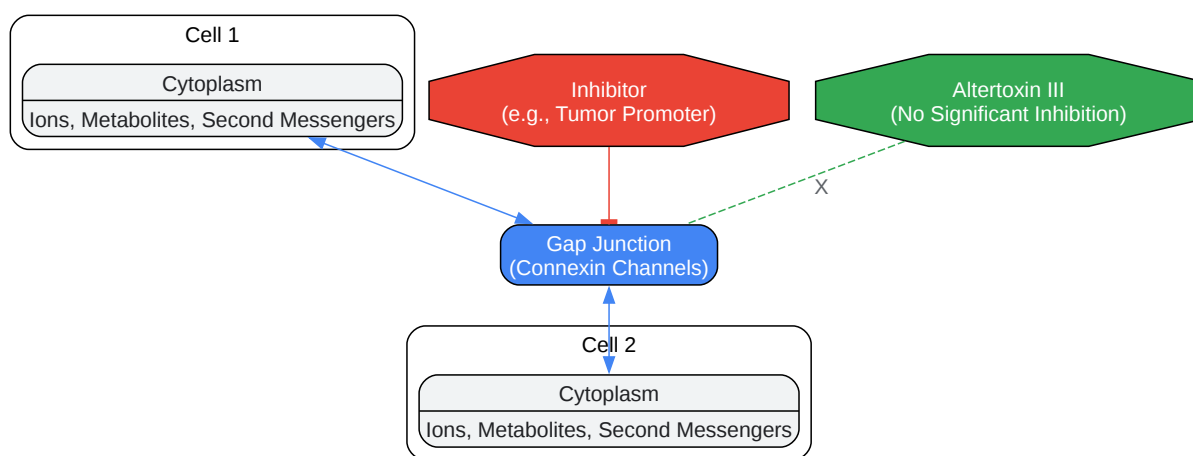 Cell 1
Cytoplasm
Ions, Metabolites, Second Messengers
Inhibitor
(e.g., Tumor Promoter)
Altertoxin III
(No Significant Inhibition)
X
Gap Junction
(Connexin Channels)
Cell 2
Cytoplasm
Ions, Metabolites, Second Messengers